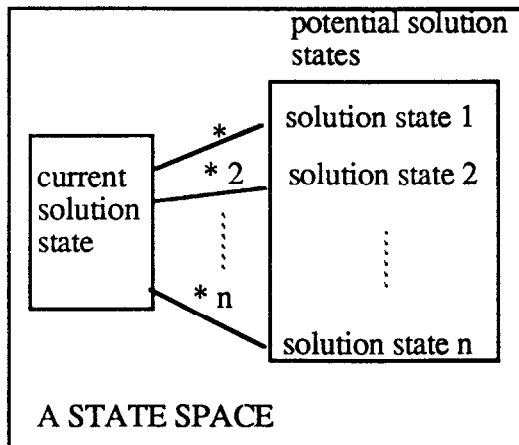 potential solution
states
solution state 1
*
* 2
current
solution
state
solution state 2
* n
solution state n
A STATE SPACE